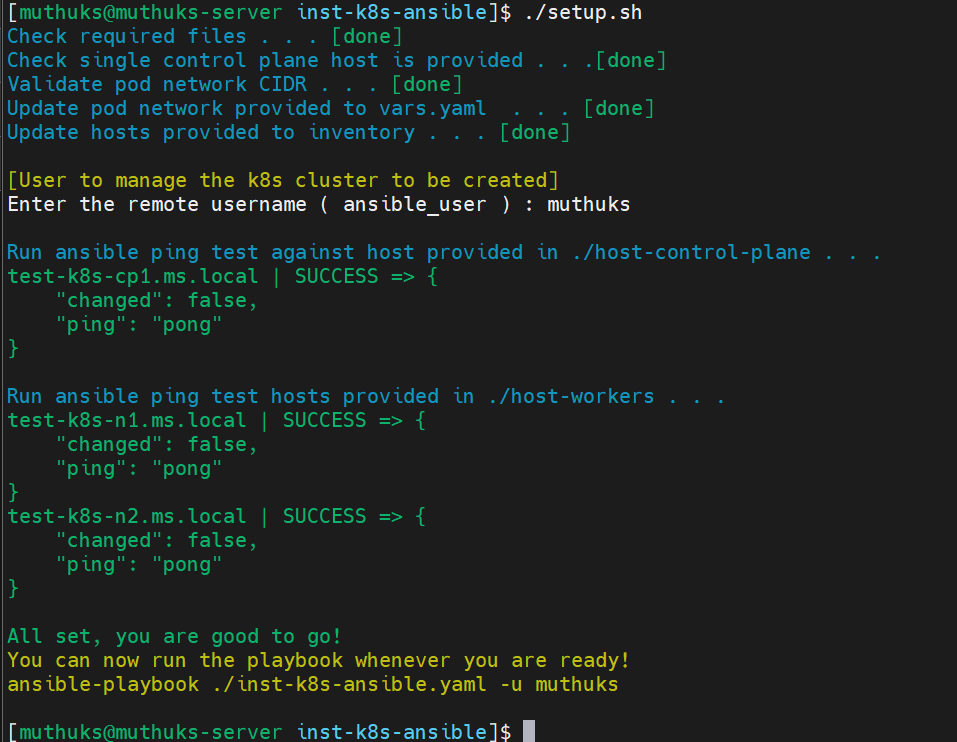 [muthuks@muthuks-server inst-k8s-ansible]$ ./setup.sh
Check required files . . . [done]
Check single control plane host is provided . . .[done]
Validate pod network CIDR . . . [done]
Update pod network provided to vars.yaml  . . . [done]
Update hosts provided to inventory . . . [done]
[User to manage the k8s cluster to be created]
Enter the remote username ( ansible_user ) : muthuks
Run ansible ping test against host provided in ./host-control-plane . . .
test-k8s-cp1.ms.local | SUCCESS => {
    "changed": false,
    "ping": "pong"
}
Run ansible ping test hosts provided in ./host-workers . . .
test-k8s-n1.ms.local | SUCCESS => {
    "changed": false,
    "ping": "pong"
}
test-k8s-n2.ms.local | SUCCESS => {
    "changed": false,
    "ping": "pong"
}
All set, you are good to go!
You can now run the playbook whenever you are ready!
ansible-playbook ./inst-k8s-ansible.yaml -u muthuks
[muthuks@muthuks-server inst-k8s-ansible]$